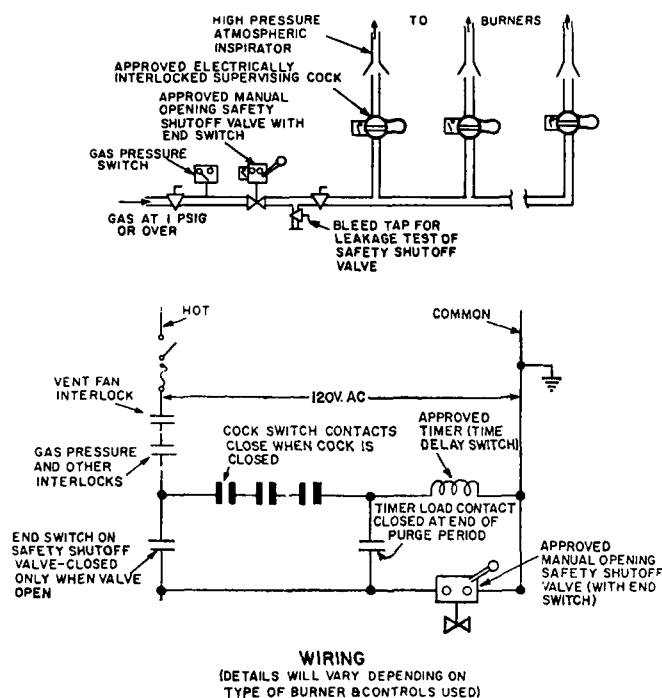 HIGH PRESSURE
ATMOSPHERIC
INSPIRATOR
TO BURNERS
APPROVED ELECTRICALLY
INTERLOCKED SUPERVISING COCK
APPROVED MANUAL
OPENING SAFETY
SHUTOFF VALVE WITH
END SWITCH
GAS PRESSURE
SWITCH
GAS AT 1 PSIG
OR OVER
BLEED TAP FOR
LEAKAGE TEST OF
SAFETY SHUTOFF
VALVE
HOT
COMMON
VENT FAN
INTERLOCK
120V. AC
GAS PRESSURE
AND OTHER
INTERLOCKS
COCK SWITCH CONTACTS
CLOSE WHEN COCK IS
CLOSED
APPROVED
TIMER (TIME
DELAY SWITCH)
TIMER LOAD CONTACT
CLOSED AT END OF
PURGE PERIOD
END SWITCH ON
SAFETY SHUTOFF
VALVE-CLOSED
ONLY WHEN VALVE
OPEN
APPROVED
MANUAL OPENING
SAFETY SHUTOFF
VALVE (WITH END
SWITCH)
WIRING
(DETAILS WILL VARY DEPENDING ON
TYPE OF BURNER & CONTROLS USED)